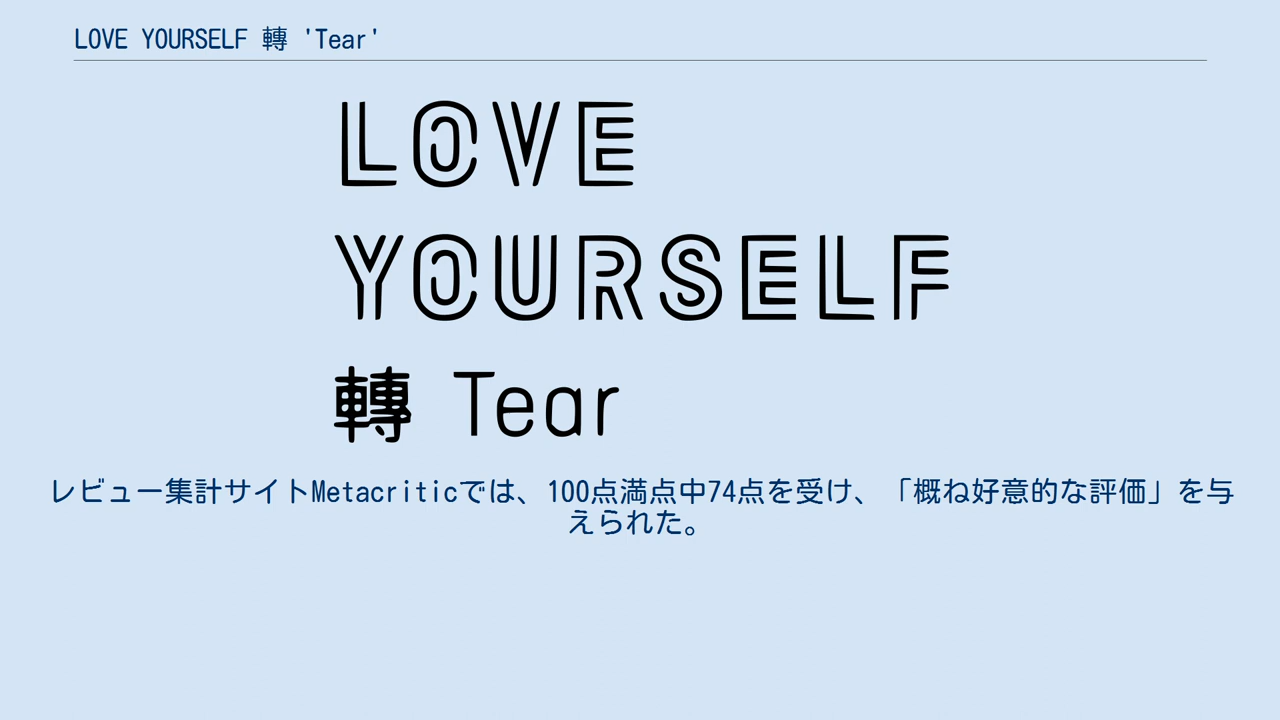 LOVE YOURSELF 轉 'Tear'
LOVE
YOURSELF
轉 Tear
レビュー集計サイトMetacriticでは、100点満点中74点を受け、「概ね好意的な評価」を与
えられた。